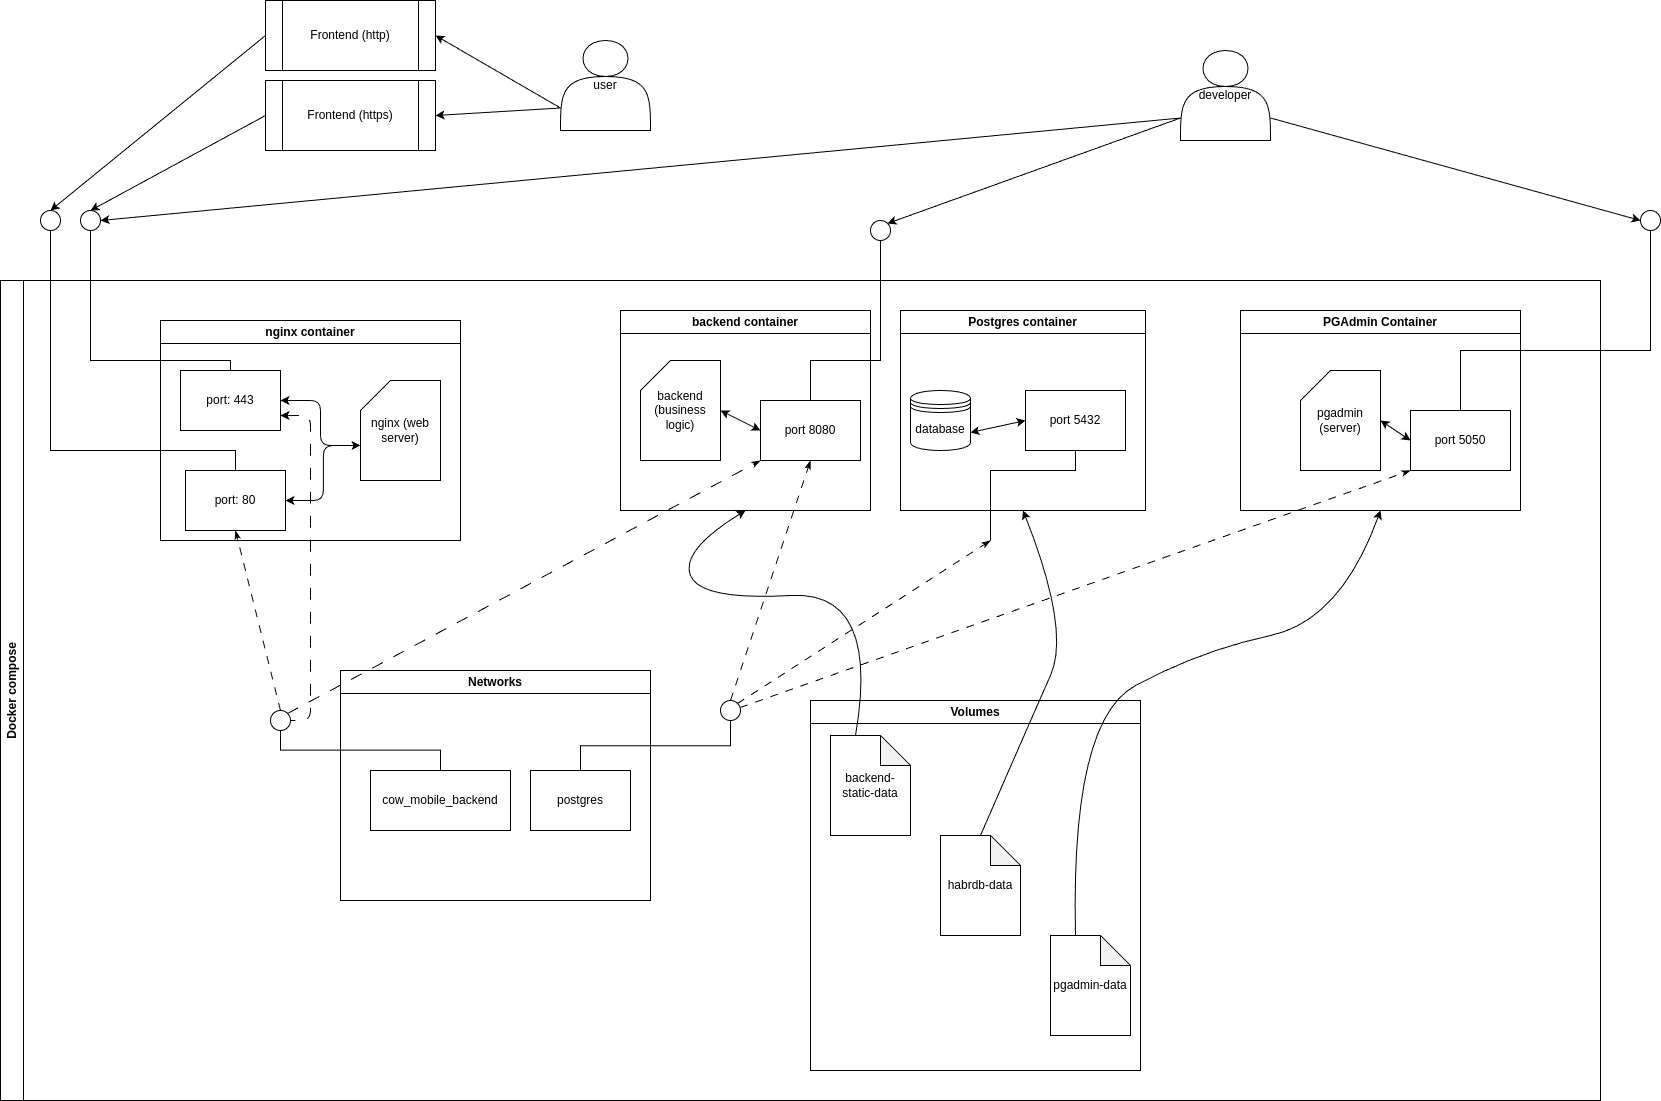 Frontend (http)
Frontend (https)
user
developer
Docker compose
nginx container
port: 443
nginx (web
server)
port: 80
backend container
backend
(business
logic)
port 8080
Postgres container
database
port 5432
PGAdmin Container
pgadmin
(server)
port 5050
Networks
cow_mobile_backend
postgres
Volumes
backend-
static-data
habrdb-data
pgadmin-data